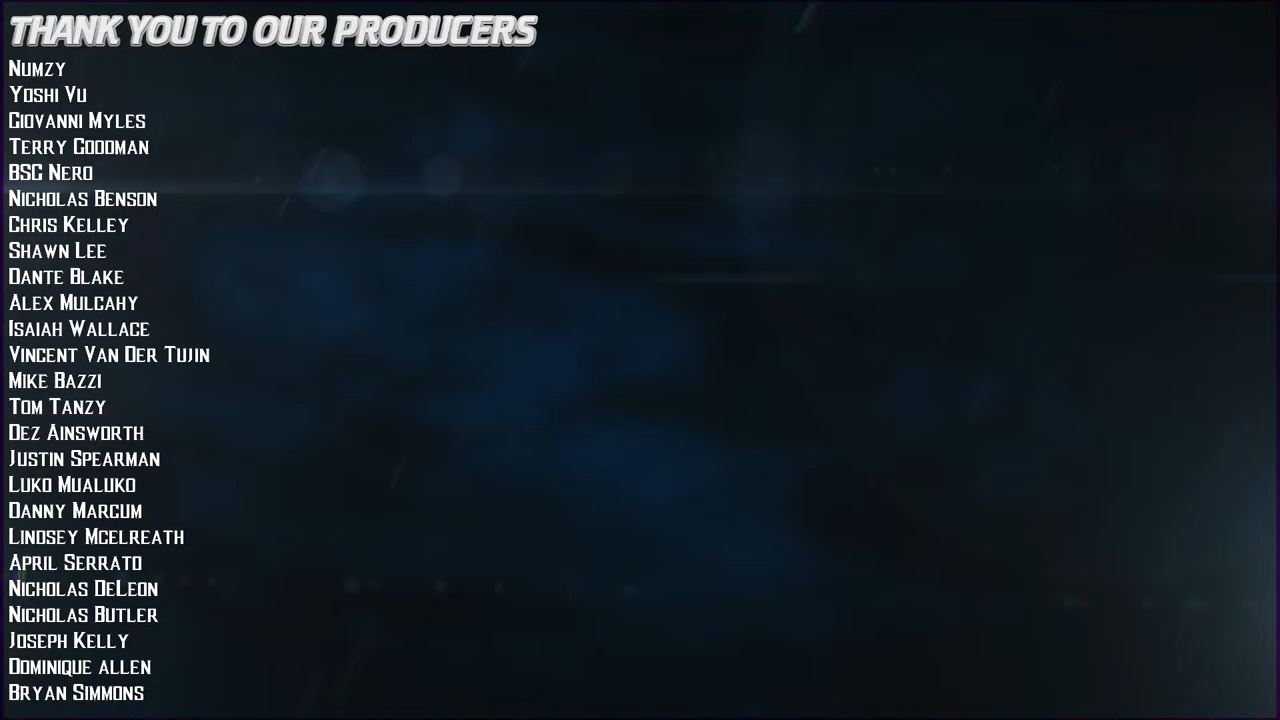 THANK YOU TO OUR PRODUCERS
NUMZY
YOSHI VU
GIOVANNI MYLES
TERRY GOODMAN
BSG NERO
NICHOLAS BENSON
CHRIS KELLEY
SHAWN LEE
DANTE BLAKE
ALEX MULCAHY
ISAIAH WALLACE
VINCENT VAN DER TUJIN
MIKE BAZZI
TOM TANZY
DEZ AINSWORTH
JUSTIN SPEARMAN
LUKO MUALUKO
DANNY MARCUM
LINDSEY MCELREATH
APRIL SERRATO
NICHOLAS DELEON
NICHOLAS BUTLER
JOSEPH KELLY
DOMINIQUE ALLEN
BRYAN SIMMONS